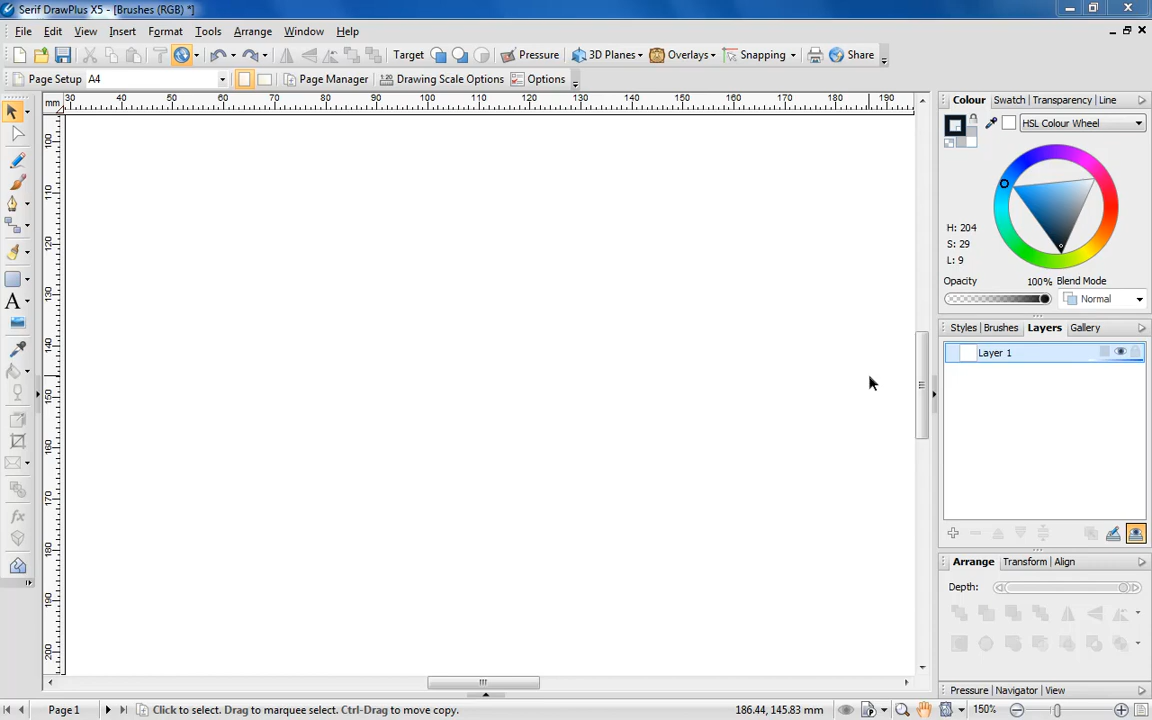 Serif DrawPlus X5 - [Brushes (RGB) *]
File Edit View Insert Format Tools Arrange Window Help
Target Pressure 3D Planes Overlays Snapping Share
Page Setup A4 Page Manager 1:20 Drawing Scale Options Options
mm 30 40 50 60 70 80 90 100 110 120 130 140 150 160 170 180 190
100
110
120
130
140
150
160
170
180
190
200
Colour Swatch Transparency Line
HSL Colour Wheel
H: 204
S: 29
L: 9
Opacity 100% Blend Mode
Normal
Styles Brushes Layers Gallery
Layer 1
Arrange Transform Align
Depth:
Pressure Navigator View
Page 1 Click to select. Drag to marquee select. Ctrl-Drag to move copy. 186.44, 145.83 mm 150%